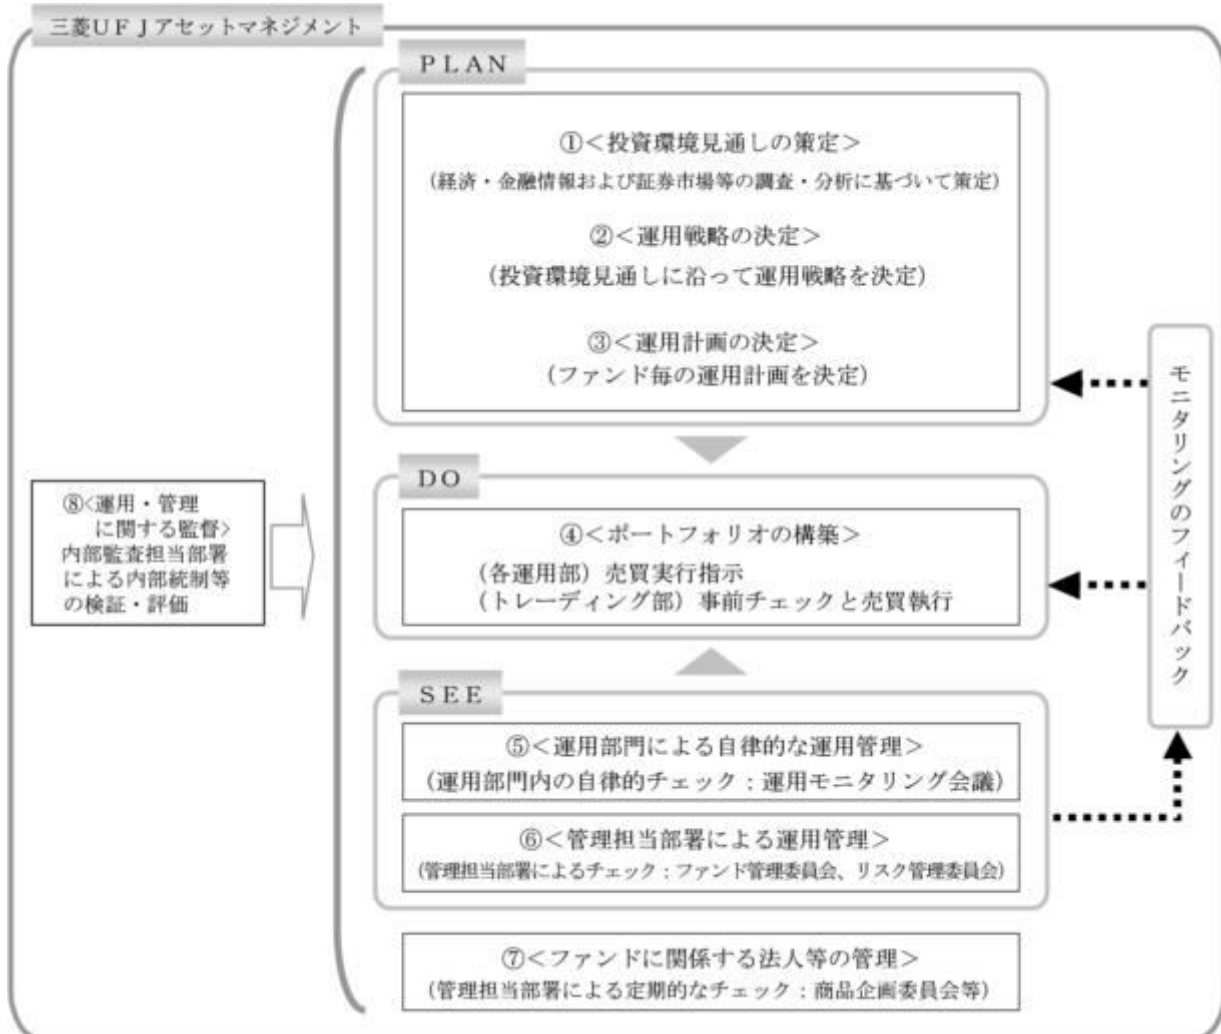 三菱UFJアセットマネジメント
PLAN
①<投資環境見通しの策定>
(経済・金融情報および証券市場等の調査・分析に基づいて策定)
②<運用戦略の決定>
(投資環境見通しに沿って運用戦略を決定)
③<運用計画の決定>
(ファンド毎の運用計画を決定)
DO
④<ポートフォリオの構築>
(各運用部)売買実行指示
(トレーディング部)事前チェックと売買執行
SEE
⑤<運用部門による自律的な運用管理>
(運用部門内の自律的チェック:運用モニタリング会議)
⑥<管理担当部署による運用管理>
(管理担当部署によるチェック:ファンド管理委員会、リスク管理委員会)
⑦<ファンドに関係する法人等の管理>
(管理担当部署による定期的なチェック:商品企画委員会等)
⑧<運用・管理
に関する監督>
内部監査担当部署
による内部統制等
の検証・評価
モニタリングのフィードバック